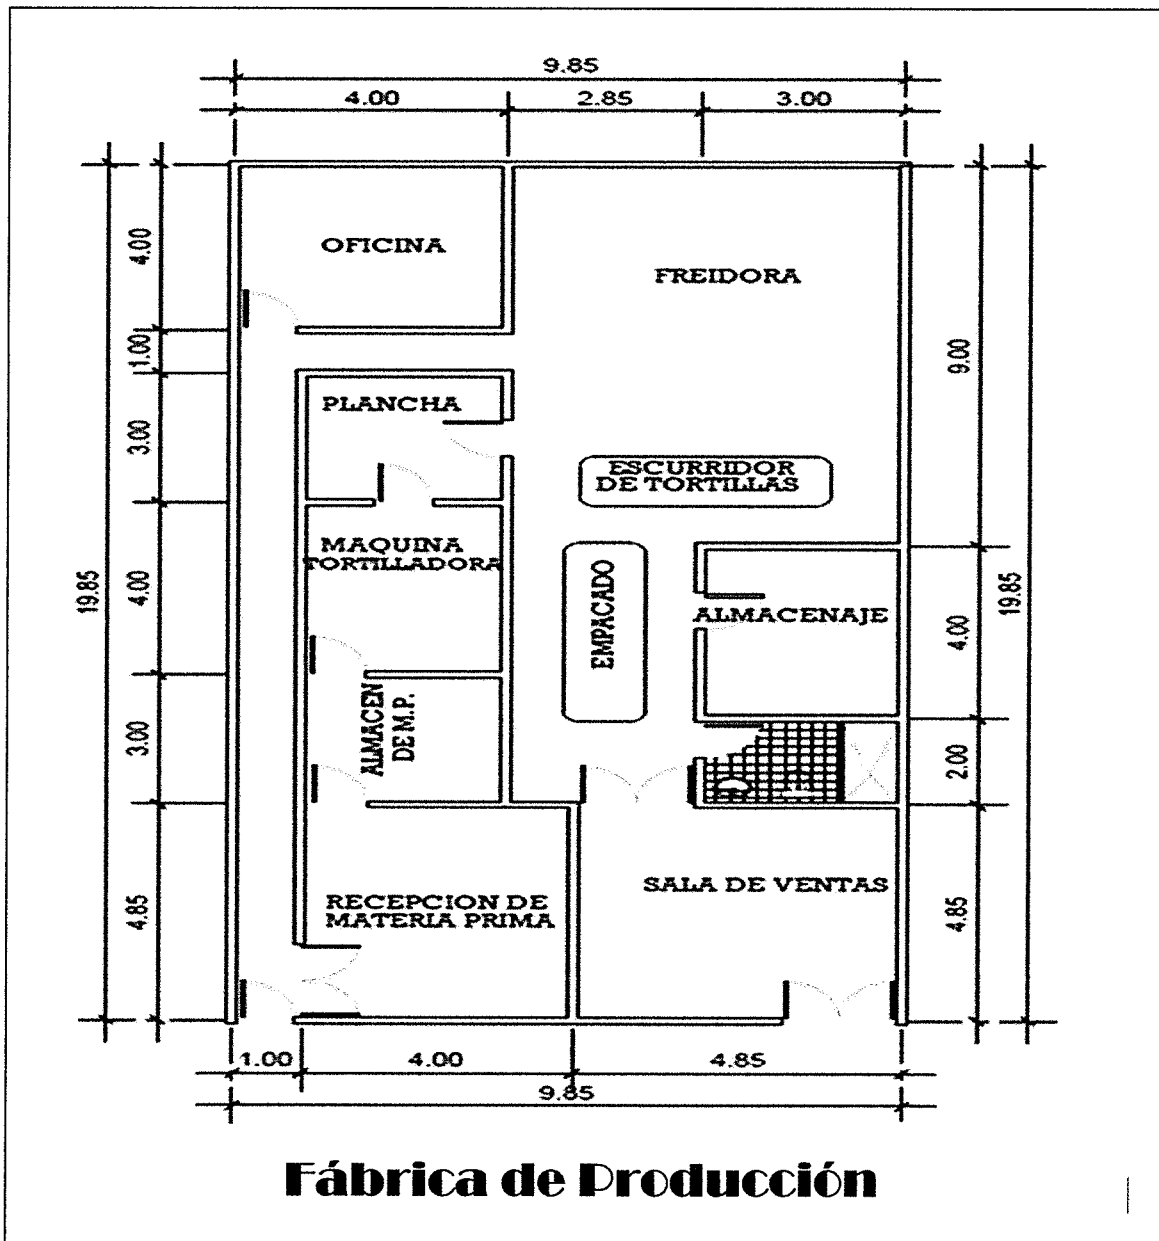 9.85
4.00
2.85
3.00
OFICINA
FREIDORA
4.00
1.00
3.00
4.00
3.00
4.85
19.85
PLANCHA
ESCURRIDOR
DE TORTILLAS
MAQUINA
TORTILLADORA
EMPACADO
ALMACENAJE
ALMACEN
DE M.P.
RECEPCION DE
MATERIA PRIMA
SALA DE VENTAS
9.00
4.00
2.00
4.85
19.85
1.00
4.00
4.85
9.85
Fábrica de Producción